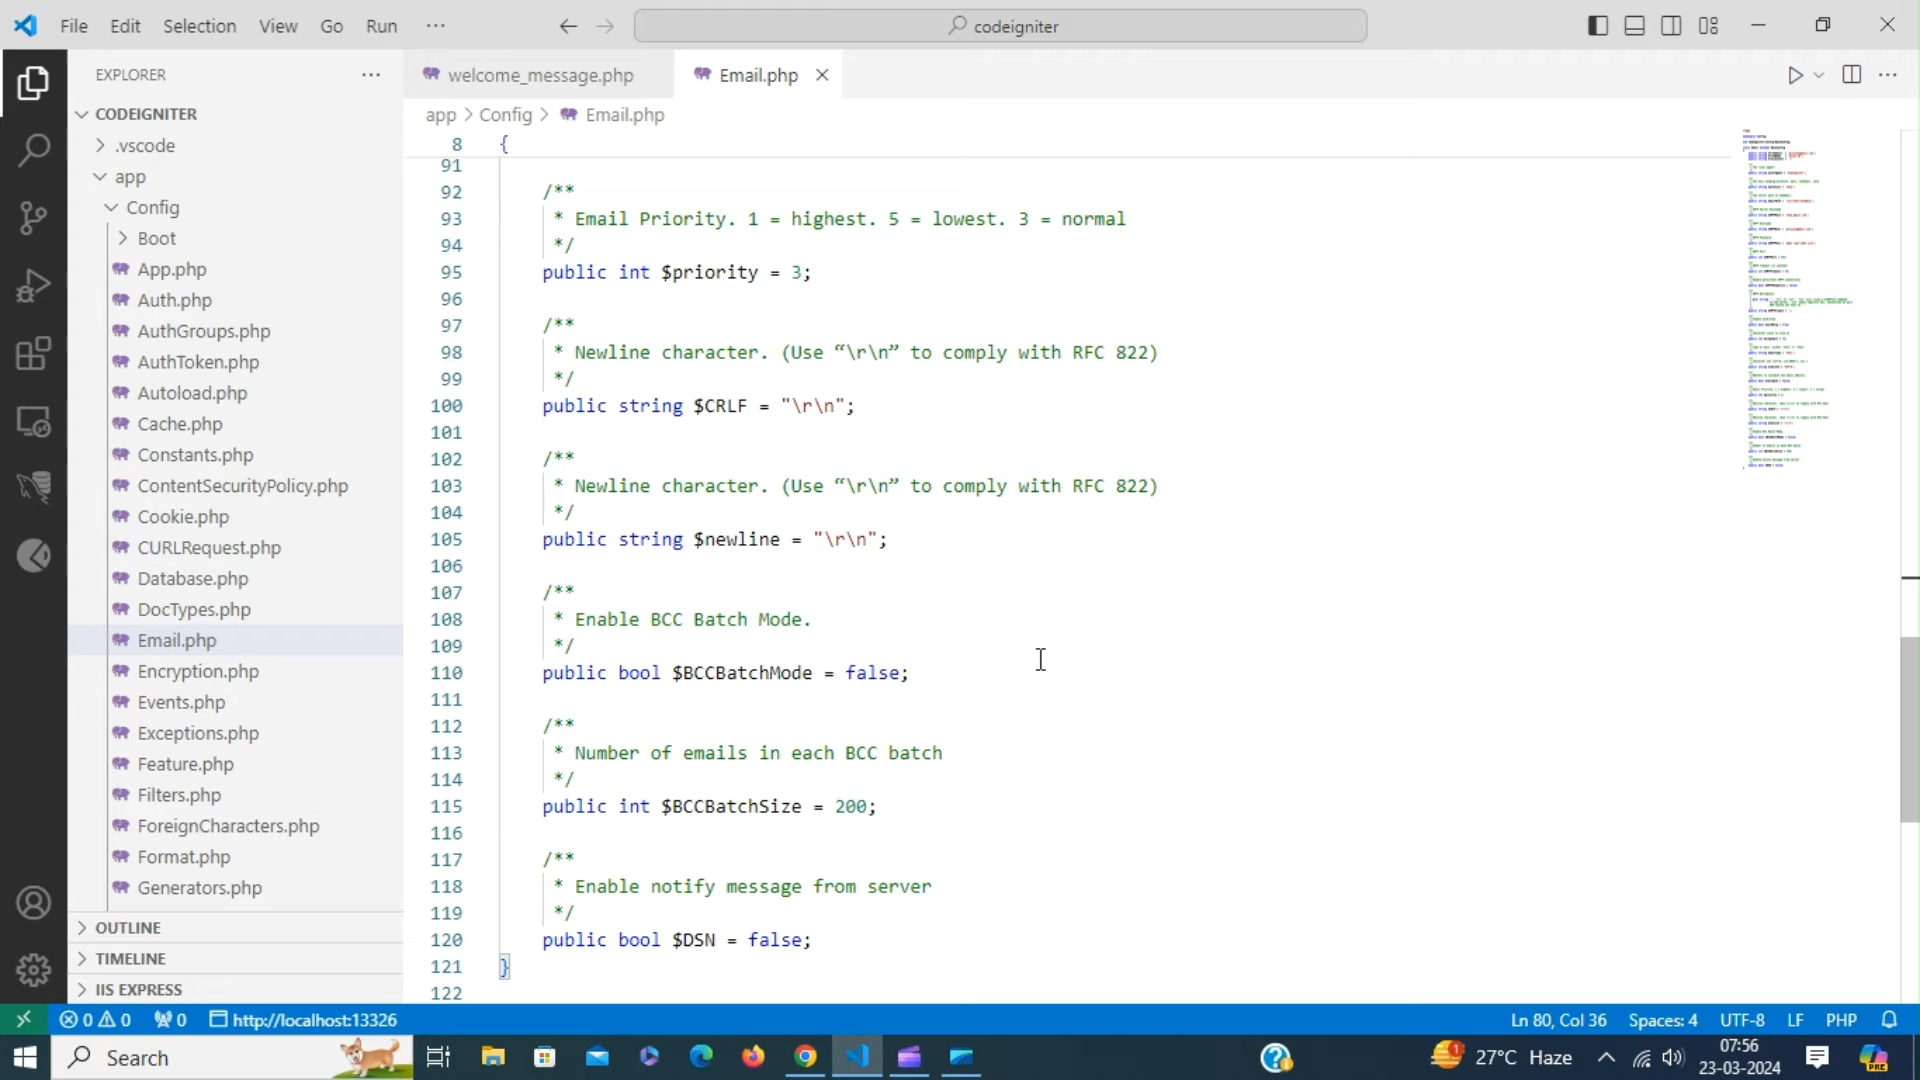 File Edit Selection View Go Run ···
codeigniter
EXPLORER ···
welcome_message.php
Email.php
CODEIGNITER
app > Config > Email.php
.vscode
app
Config
Boot
App.php
Auth.php
AuthGroups.php
AuthToken.php
Autoload.php
Cache.php
Constants.php
ContentSecurityPolicy.php
Cookie.php
CURLRequest.php
Database.php
DocTypes.php
Email.php
Encryption.php
Events.php
Exceptions.php
Feature.php
Filters.php
ForeignCharacters.php
Format.php
Generators.php
OUTLINE
TIMELINE
IIS EXPRESS
8 {
91
92 /**
93 * Email Priority. 1 = highest. 5 = lowest. 3 = normal
94 */
95 public int $priority = 3;
96
97 /**
98 * Newline character. (Use “\r\n” to comply with RFC 822)
99 */
100 public string $CRLF = "\r\n";
101
102 /**
103 * Newline character. (Use “\r\n” to comply with RFC 822)
104 */
105 public string $newline = "\r\n";
106
107 /**
108 * Enable BCC Batch Mode.
109 */
110 public bool $BCCBatchMode = false;
111
112 /**
113 * Number of emails in each BCC batch
114 */
115 public int $BCCBatchSize = 200;
116
117 /**
118 * Enable notify message from server
119 */
120 public bool $DSN = false;
121 }
122
0 0 0 http://localhost:13326
Ln 80, Col 36 Spaces: 4 UTF-8 LF PHP
Search
27°C Haze
07:56
23-03-2024